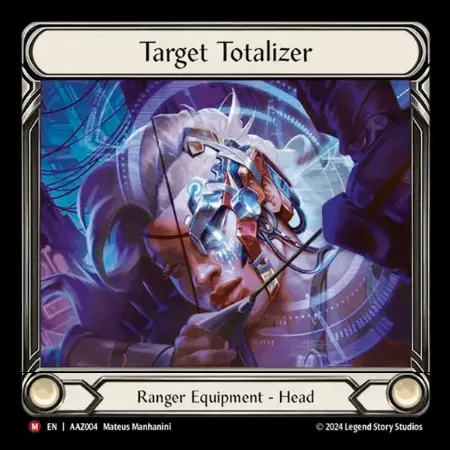 Target Totalizer
Ranger Equipment - Head
M EN | AAZ004 Mateus Manhanini © 2024 Legend Story Studios